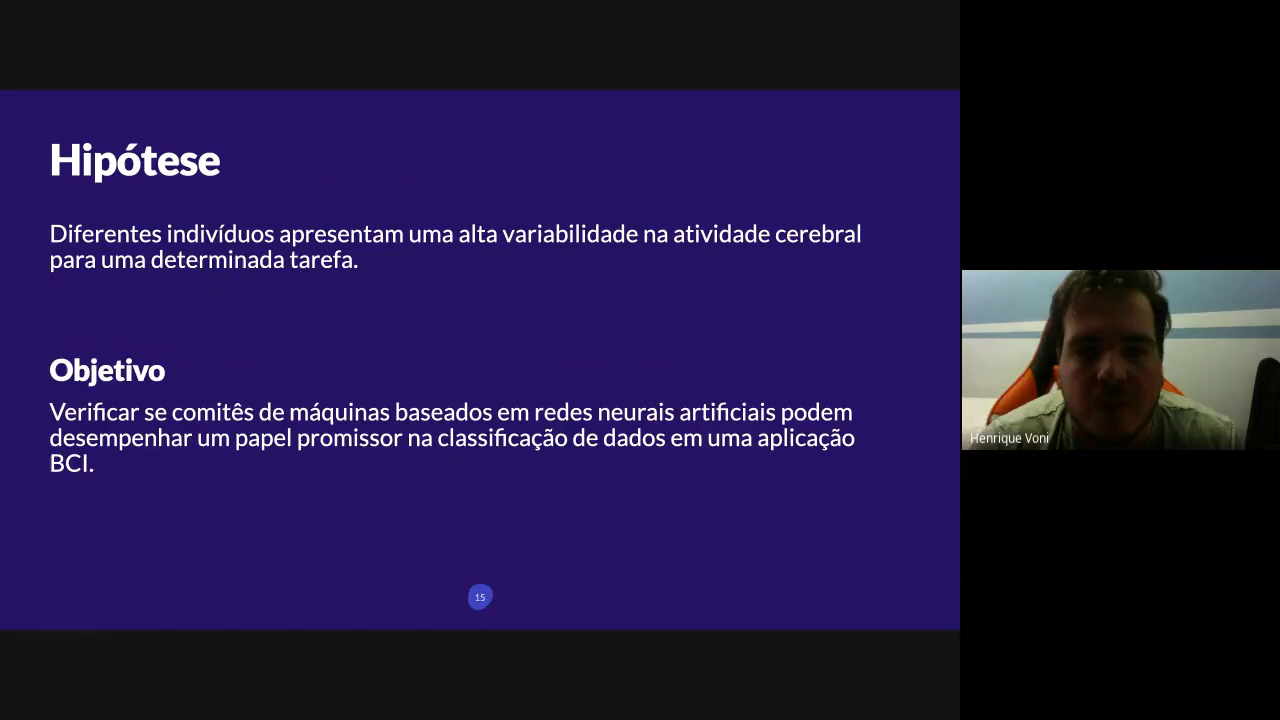 Hipótese
Diferentes indivíduos apresentam uma alta variabilidade na atividade cerebral
para uma determinada tarefa.
Objetivo
Verificar se comitês de máquinas baseados em redes neurais artificiais podem
desempenhar um papel promissor na classificação de dados em uma aplicação
BCI.
15
Henrique Voni